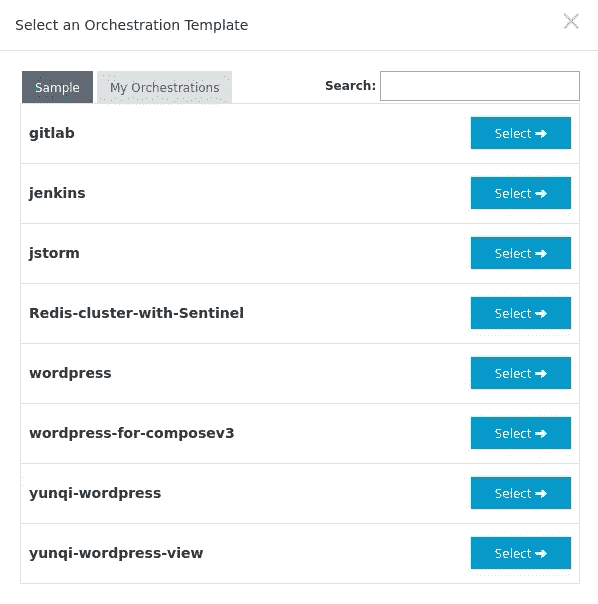 Select an Orchestration Template
Sample My Orchestrations Search:
gitlab Select
jenkins Select
jstorm Select
Redis-cluster-with-Sentinel Select
wordpress Select
wordpress-for-composev3 Select
yunqi-wordpress Select
yunqi-wordpress-view Select